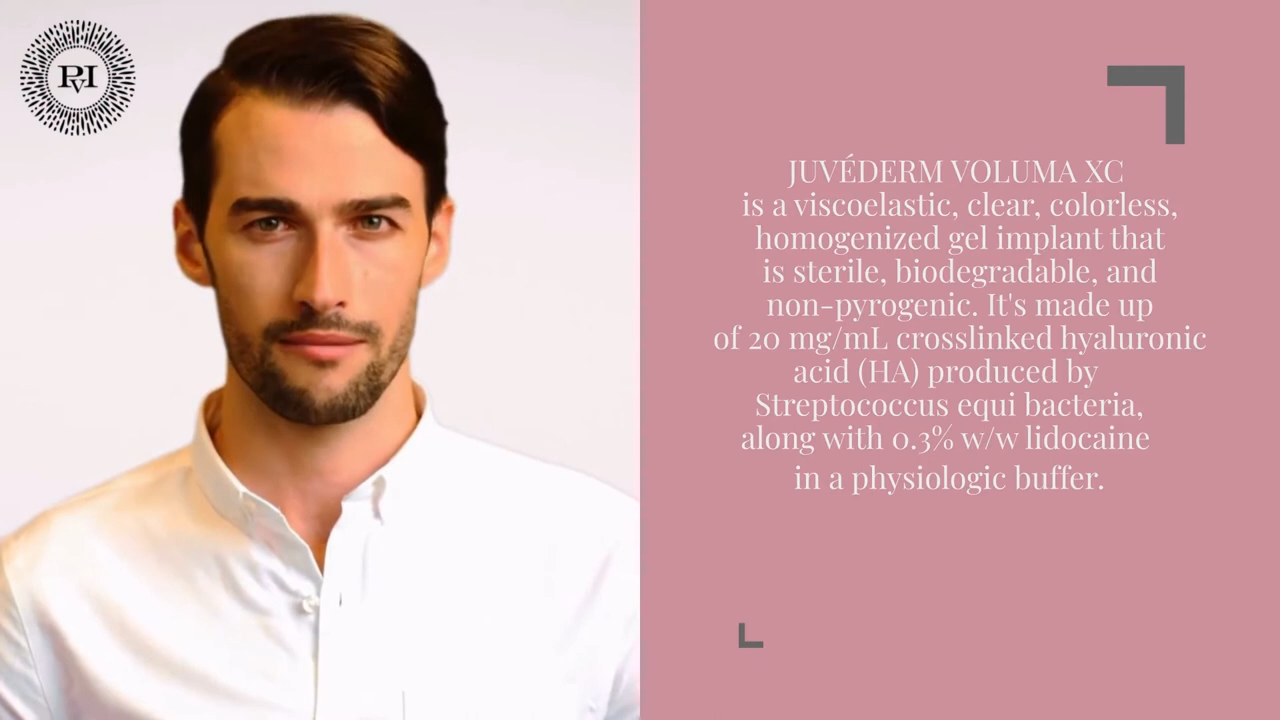 PVI
JUVÉDERM VOLUMA XC
is a viscoelastic, clear, colorless,
homogenized gel implant that
is sterile, biodegradable, and
non-pyrogenic. It's made up
of 20 mg/mL crosslinked hyaluronic
acid (HA) produced by
Streptococcus equi bacteria,
along with 0.3% w/w lidocaine
in a physiologic buffer.